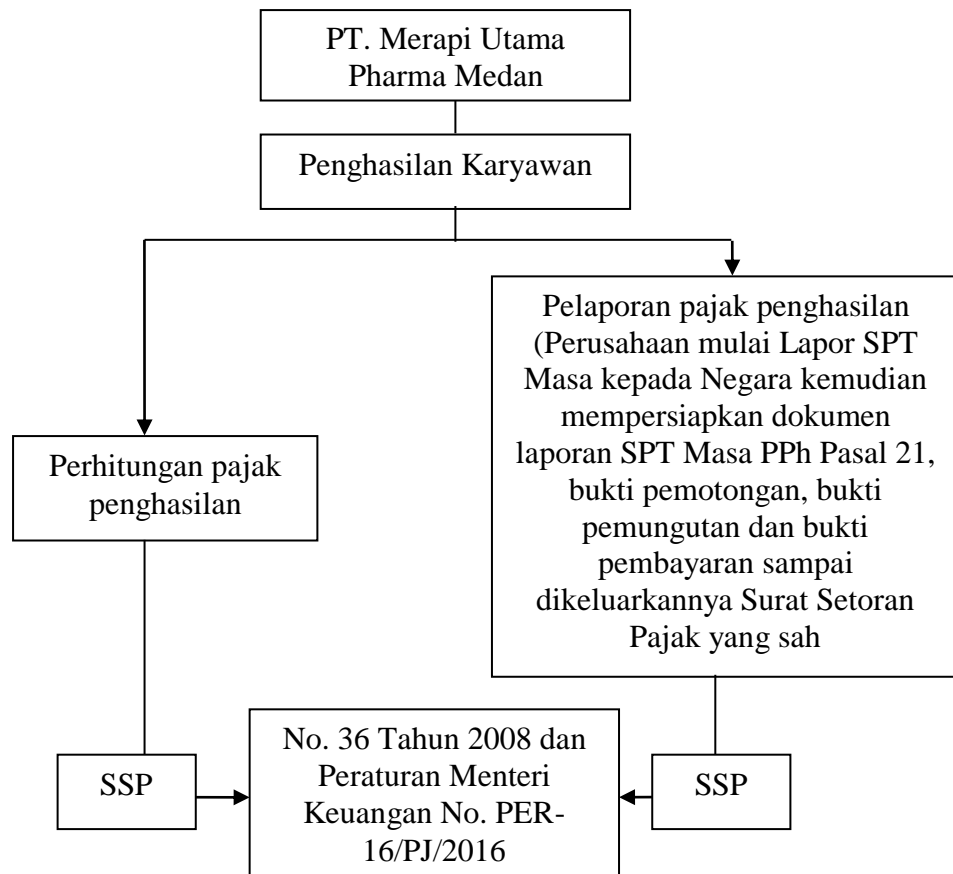 PT. Merapi Utama
Pharma Medan
Penghasilan Karyawan
Perhitungan pajak
penghasilan
Pelaporan pajak penghasilan
(Perusahaan mulai Lapor SPT
Masa kepada Negara kemudian
mempersiapkan dokumen
laporan SPT Masa PPh Pasal 21,
bukti pemotongan, bukti
pemungutan dan bukti
pembayaran sampai
dikeluarkannya Surat Setoran
Pajak yang sah
SSP
No. 36 Tahun 2008 dan
Peraturan Menteri
Keuangan No. PER-
16/PJ/2016
SSP